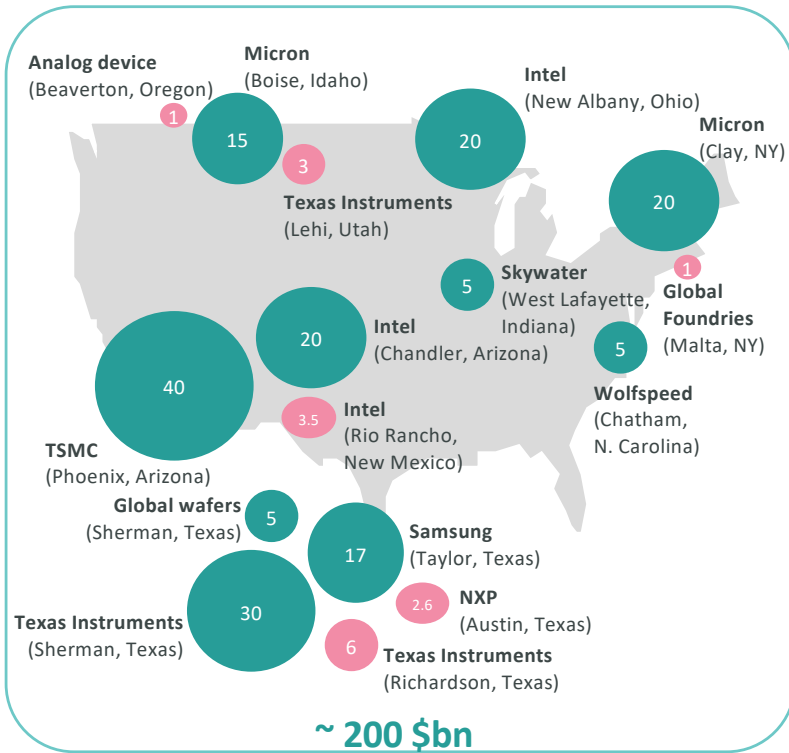 Analog device
(Beaverton, Oregon)
1
Micron
(Boise, Idaho)
15
3
Texas Instruments
(Lehi, Utah)
Intel
(New Albany, Ohio)
20
Micron
(Clay, NY)
20
1
Global
Foundries
(Malta, NY)
5
Skywater
(West Lafayette,
Indiana)
5
Wolfspeed
(Chatham,
N. Carolina)
20
Intel
(Chandler, Arizona)
40
TSMC
(Phoenix, Arizona)
3.5
Intel
(Rio Rancho,
New Mexico)
Global wafers
(Sherman, Texas)
5
17
Samsung
(Taylor, Texas)
30
Texas Instruments
(Sherman, Texas)
2.6
NXP
(Austin, Texas)
6
Texas Instruments
(Richardson, Texas)
~ 200 $bn